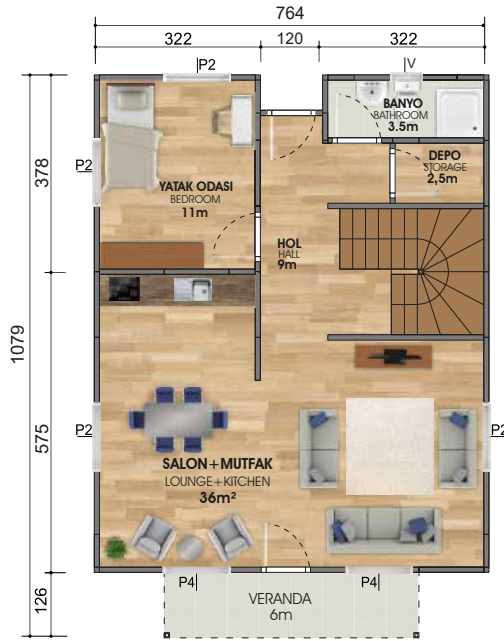 764
322
120
322
P2
V
BANYO
BATHROOM
3.5m
DEPO
STORAGE
2,5m
378
P2
YATAK ODASI
BEDROOM
11m
HOL
HALL
9m
1079
575
P2
P2
SALON+MUTFAK
LOUNGE+KITCHEN
36m²
126
P4
P4
VERANDA
6m